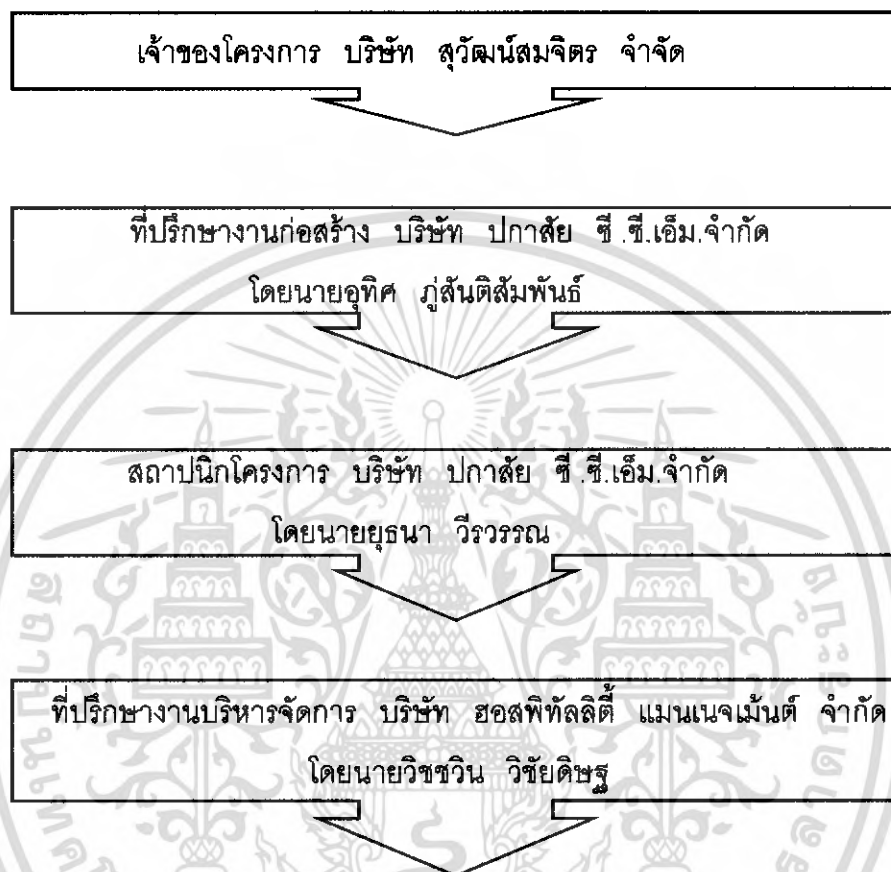 เจ้าของโครงการ บริษัท สุวัฒน์สมจิตร จำจัด
ที่ปรึกษางานก่อสร้าง บริษัท ปกาสัย ซี.ซี.เอ็ม.จำกัด
โดยนายอุทิศ ภู่สันติสัมพันธ์
สถาปนิกโครงการ บริษัท ปกาสัย ซี.ซี.เอ็ม.จำกัด
โดยนายยุธนา วีรวรรณ
ที่ปรึกษางานบริหารจัดการ บริษัท ฮอสพิทัลลิตี้ แมนเนจเม้นต์ จำกัด
โดยนายวิชชวิน วิชัยดิษฐ